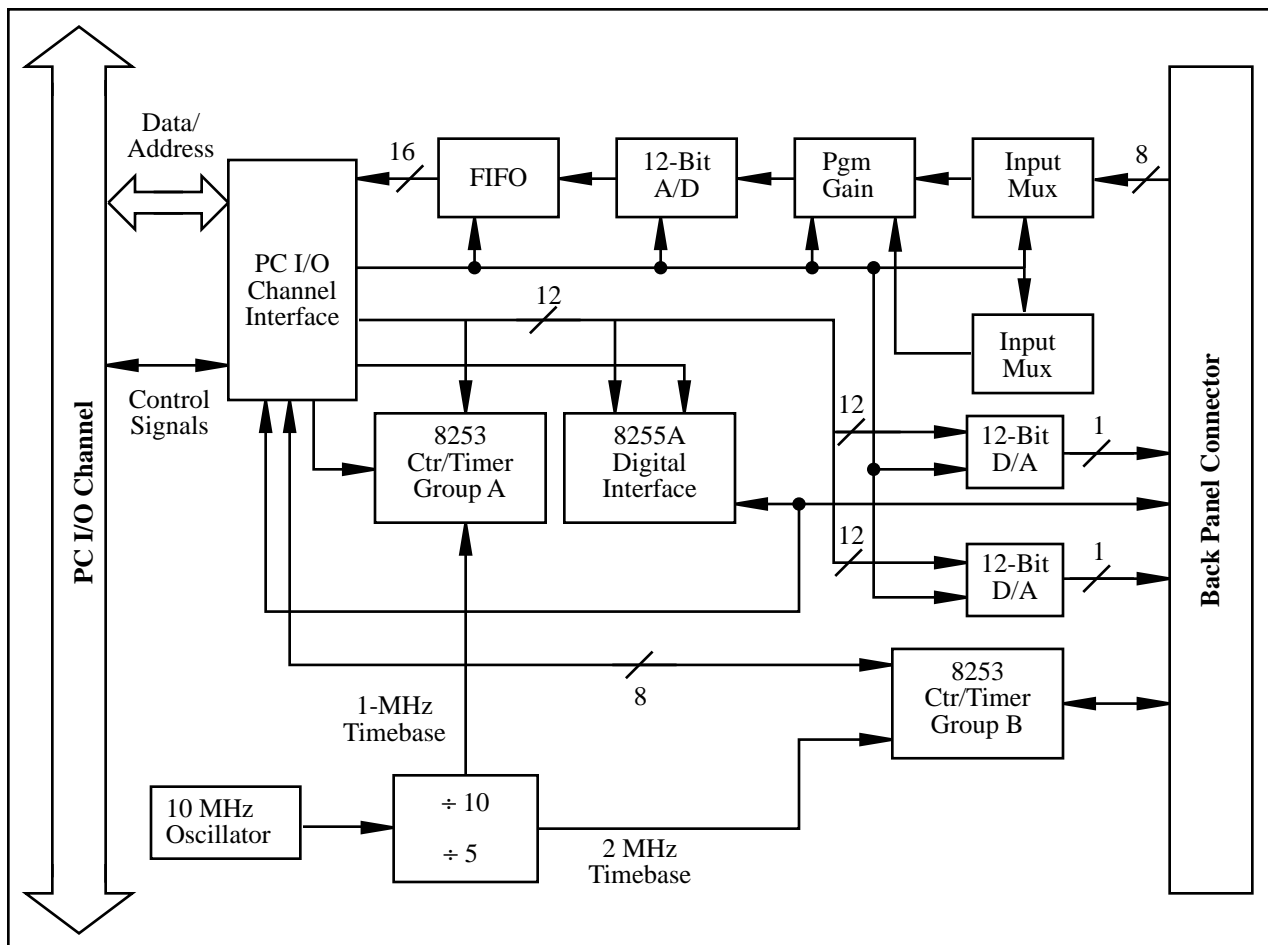 Data/
Address
16
FIFO
12-Bit
A/D
Pgm
Gain
Input
Mux
8
PC I/O
Channel
Interface
12
Input
Mux
Control
Signals
8253
Ctr/Timer
Group A
8255A
Digital
Interface
12
12-Bit
D/A
1
12
12-Bit
D/A
1
PC I/O Channel
Back Panel Connector
8
8253
Ctr/Timer
Group B
1-MHz
Timebase
10 MHz
Oscillator
÷ 10
÷ 5
2 MHz
Timebase